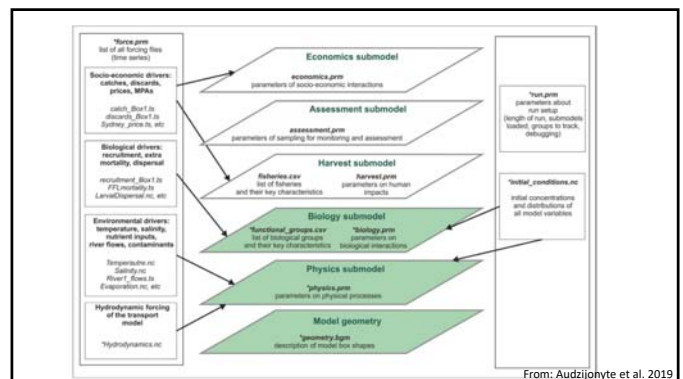 *force.prm
list of all forcing files
(time series)
Socio-economic drivers:
catches, discards,
prices, MPAs
catch_Box1.ts
discards_Box1.ts
Sydney_price.ts, etc
Biological drivers:
recruitment, extra
mortality, dispersal
recruitment_Box1.ts
FFLmortality.ts
LarvalDispersal.nc, etc
Environmental drivers:
temperature, salinity,
nutrient inputs,
river flows, contaminants
Temperautre.nc
Salinity.nc
River1_flows.ts
Evaporation.nc, etc
Hydrodynamic forcing
of the transport
model
*Hydrodynamics.nc
Economics submodel
economics.prm
parameters of socio-economic interactions
Assessment submodel
assessment.prm
parameters of sampling for monitoring and assessment
Harvest submodel
fisheries.csv
list of fisheries
and their key characteristics
harvest.prm
parameters on human
impacts
Biology submodel
*functional_groups.csv
list of biological groups
and their key characteristics
*biology.prm
parameters on
biological interactions
Physics submodel
*physics.prm
parameters on physical processes
Model geometry
*geometry.bgm
description of model box shapes
*run.prm
parameters about
run setup
(length of run, submodels
loaded, groups to track,
debugging)
*initial_conditions.nc
initial concentrations
and distributions of
all model variables
From: Audzijonyte et al. 2019